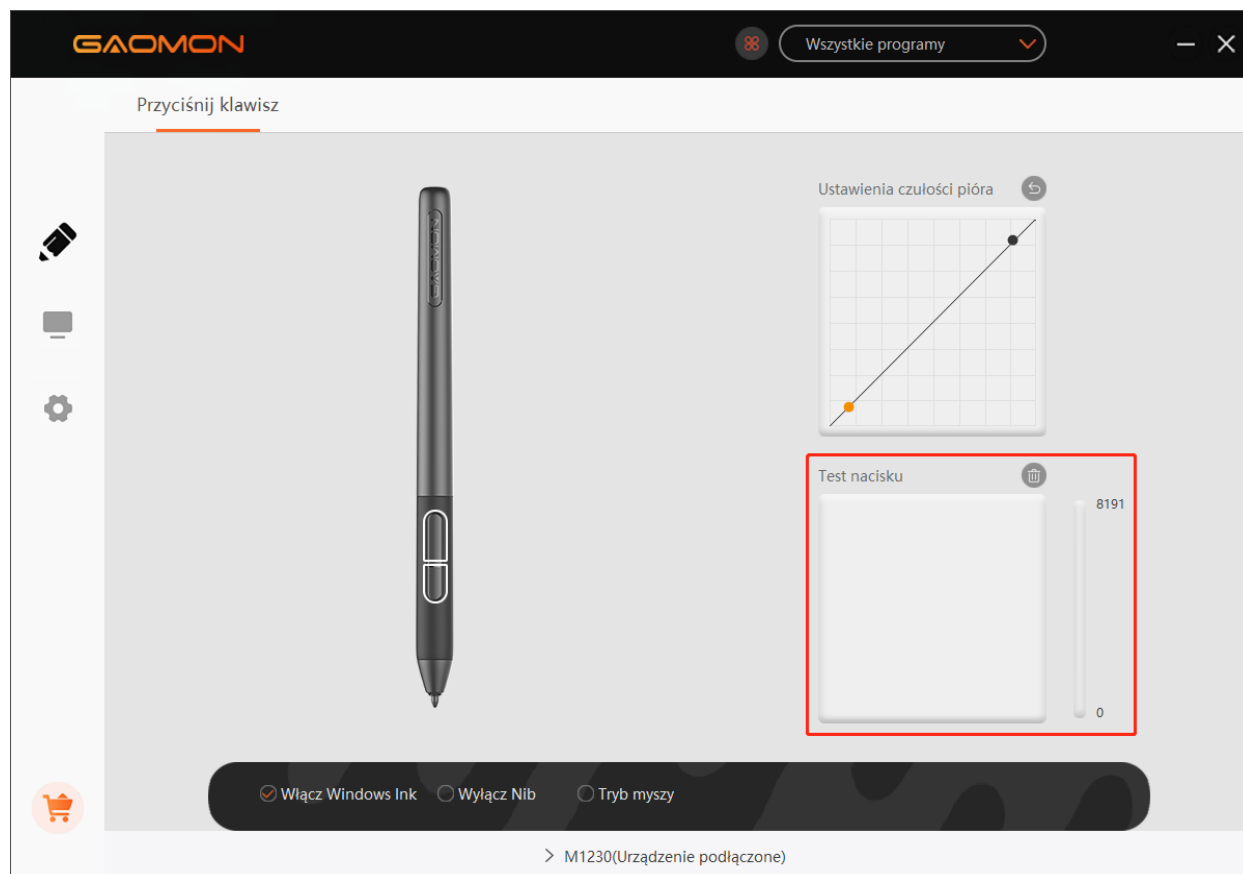 GAOMON
Wszystkie programy
Przyciśnij klawisz
GAOMON
Ustawienia czułości pióra
Test nacisku
8191
0
Włącz Windows Ink
Wyłącz Nib
Tryb myszy
M1230(Urządzenie podłączone)